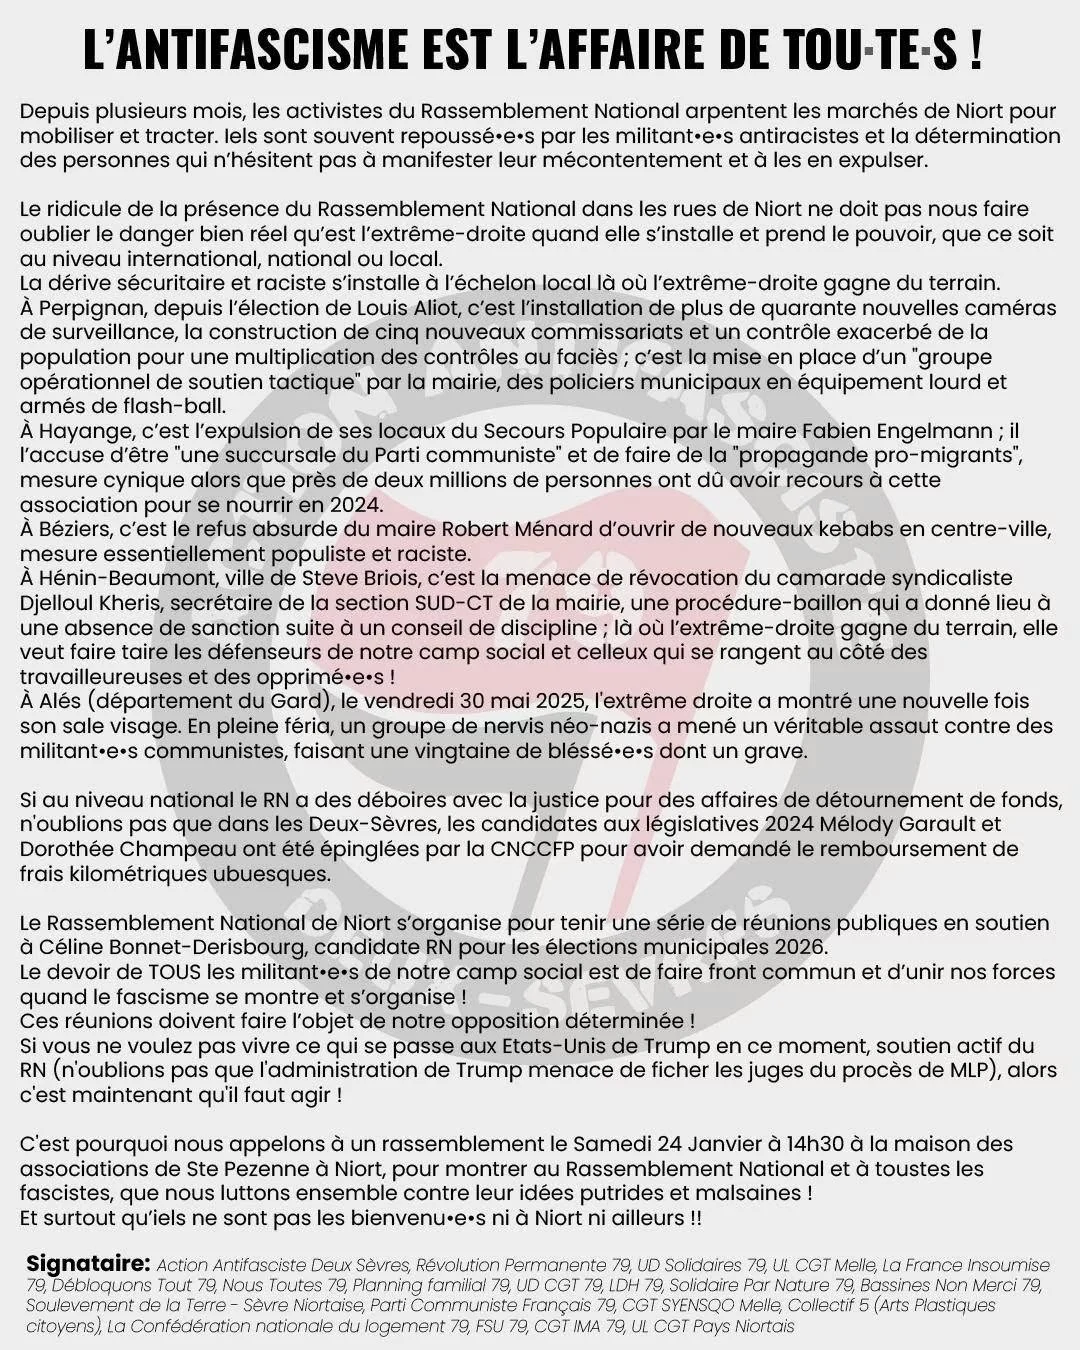 L'ANTIFASCISME EST L'AFFAIRE DE TOU·TE·S !
Depuis plusieurs mois, les activistes du Rassemblement National arpentent les marchés de Niort pour
mobiliser et tracter. Iels sont souvent repoussé•e•s par les militant•e•s antiracistes et la détermination
des personnes qui n'hésitent pas à manifester leur mécontentement et à les en expulser.
Le ridicule de la présence du Rassemblement National dans les rues de Niort ne doit pas nous faire
oublier le danger bien réel qu'est l'extrême-droite quand elle s'installe et prend le pouvoir, que ce soit
au niveau international, national ou local.
La dérive sécuritaire et raciste s'installe à l'échelon local là où l'extrême-droite gagne du terrain.
À Perpignan, depuis l'élection de Louis Aliot, c'est l'installation de plus de quarante nouvelles caméras
de surveillance, la construction de cinq nouveaux commissariats et un contrôle exacerbé de la
population pour une multiplication des contrôles au faciès ; c'est la mise en place d'un "groupe
opérationnel de soutien tactique" par la mairie, des policiers municipaux en équipement lourd et
armés de flash-ball.
À Hayange, c'est l'expulsion de ses locaux du Secours Populaire par le maire Fabien Engelmann ; il
l'accuse d'être "une succursale du Parti communiste" et de faire de la "propagande pro-migrants",
mesure cynique alors que près de deux millions de personnes ont dû avoir recours à cette
association pour se nourrir en 2024.
À Béziers, c'est le refus absurde du maire Robert Ménard d'ouvrir de nouveaux kebabs en centre-ville,
mesure essentiellement populiste et raciste.
À Hénin-Beaumont, ville de Steve Briois, c'est la menace de révocation du camarade syndicaliste
Djelloul Kheris, secrétaire de la section SUD-CT de la mairie, une procédure-baillon qui a donné lieu à
une absence de sanction suite à un conseil de discipline ; là où l'extrême-droite gagne du terrain, elle
veut faire taire les défenseurs de notre camp social et celleux qui se rangent au côté des
travailleureuses et des opprimé•e•s !
À Alés (département du Gard), le vendredi 30 mai 2025, l'extrême droite a montré une nouvelle fois
son sale visage. En pleine féria, un groupe de nervis néo-nazis a mené un véritable assaut contre des
militant•e•s communistes, faisant une vingtaine de bléssé•e•s dont un grave.
Si au niveau national le RN a des déboires avec la justice pour des affaires de détournement de fonds,
n'oublions pas que dans les Deux-Sèvres, les candidates aux législatives 2024 Mélody Garault et
Dorothée Champeau ont été épinglées par la CNCCFP pour avoir demandé le remboursement de
frais kilométriques ubuesques.
Le Rassemblement National de Niort s'organise pour tenir une série de réunions publiques en soutien
à Céline Bonnet-Derisbourg, candidate RN pour les élections municipales 2026.
Le devoir de TOUS les militant•e•s de notre camp social est de faire front commun et d'unir nos forces
quand le fascisme se montre et s'organise !
Ces réunions doivent faire l'objet de notre opposition déterminée !
Si vous ne voulez pas vivre ce qui se passe aux Etats-Unis de Trump en ce moment, soutien actif du
RN (n'oublions pas que l'administration de Trump menace de ficher les juges du procès de MLP), alors
c'est maintenant qu'il faut agir !
C'est pourquoi nous appelons à un rassemblement le Samedi 24 Janvier à 14h30 à la maison des
associations de Ste Pezenne à Niort, pour montrer au Rassemblement National et à toustes les
fascistes, que nous luttons ensemble contre leur idées putrides et malsaines !
Et surtout qu'iels ne sont pas les bienvenu•e•s ni à Niort ni ailleurs !!
Signataire: Action Antifasciste Deux Sèvres, Révolution Permanente 79, UD Solidaires 79, UL CGT Melle, La France Insoumise
79, Débloquons Tout 79, Nous Toutes 79, Planning familial 79, UD CGT 79, LDH 79, Solidaire Par Nature 79, Bassines Non Merci 79,
Soulevement de la Terre - Sèvre Niortaise, Parti Communiste Français 79, CGT SYENSQO Melle, Collectif 5 (Arts Plastiques
citoyens), La Confédération nationale du logement 79, FSU 79, CGT IMA 79, UL CGT Pays Niortais
ACTION ANTIFASCISTE
79
DEUX-SEVRES